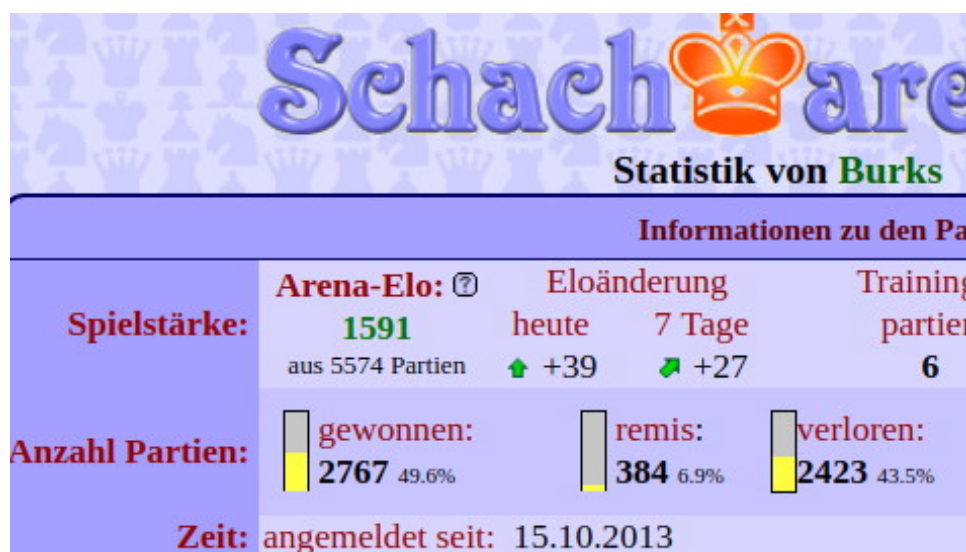 Schach are
Statistik von Burks
Informationen zu den Pa
Spielstärke:
Arena-Elo: ?
1591
aus 5574 Partien
Eloänderung
heute 7 Tage
+39 +27
Training
partien
6
Anzahl Partien:
gewonnen:
2767 49.6%
remis:
384 6.9%
verloren:
2423 43.5%
Zeit: angemeldet seit: 15.10.2013